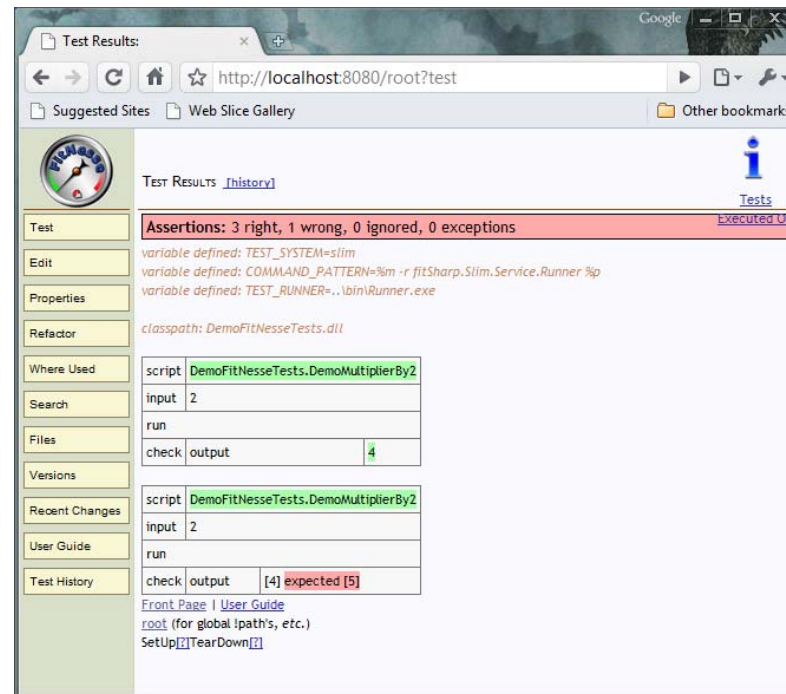 Google
Test Results:
http://localhost:8080/root?test
Suggested Sites
Web Slice Gallery
Other bookmarks
FITNESSE
TEST RESULTS [history]
Tests
Executed O
Test
Edit
Properties
Refactor
Where Used
Search
Files
Versions
Recent Changes
User Guide
Test History
Assertions: 3 right, 1 wrong, 0 ignored, 0 exceptions
variable defined: TEST_SYSTEM=slim
variable defined: COMMAND_PATTERN=%m -r fitSharp.Slim.Service.Runner %p
variable defined: TEST_RUNNER=..\bin\Runner.exe
classpath: DemoFitNesseTests.dll
script DemoFitNesseTests.DemoMultiplierBy2
input 2
run
check output 4
script DemoFitNesseTests.DemoMultiplierBy2
input 2
run
check output [4] expected [5]
Front Page | User Guide
root (for global !path's, etc.)
SetUp[?]TearDown[?]